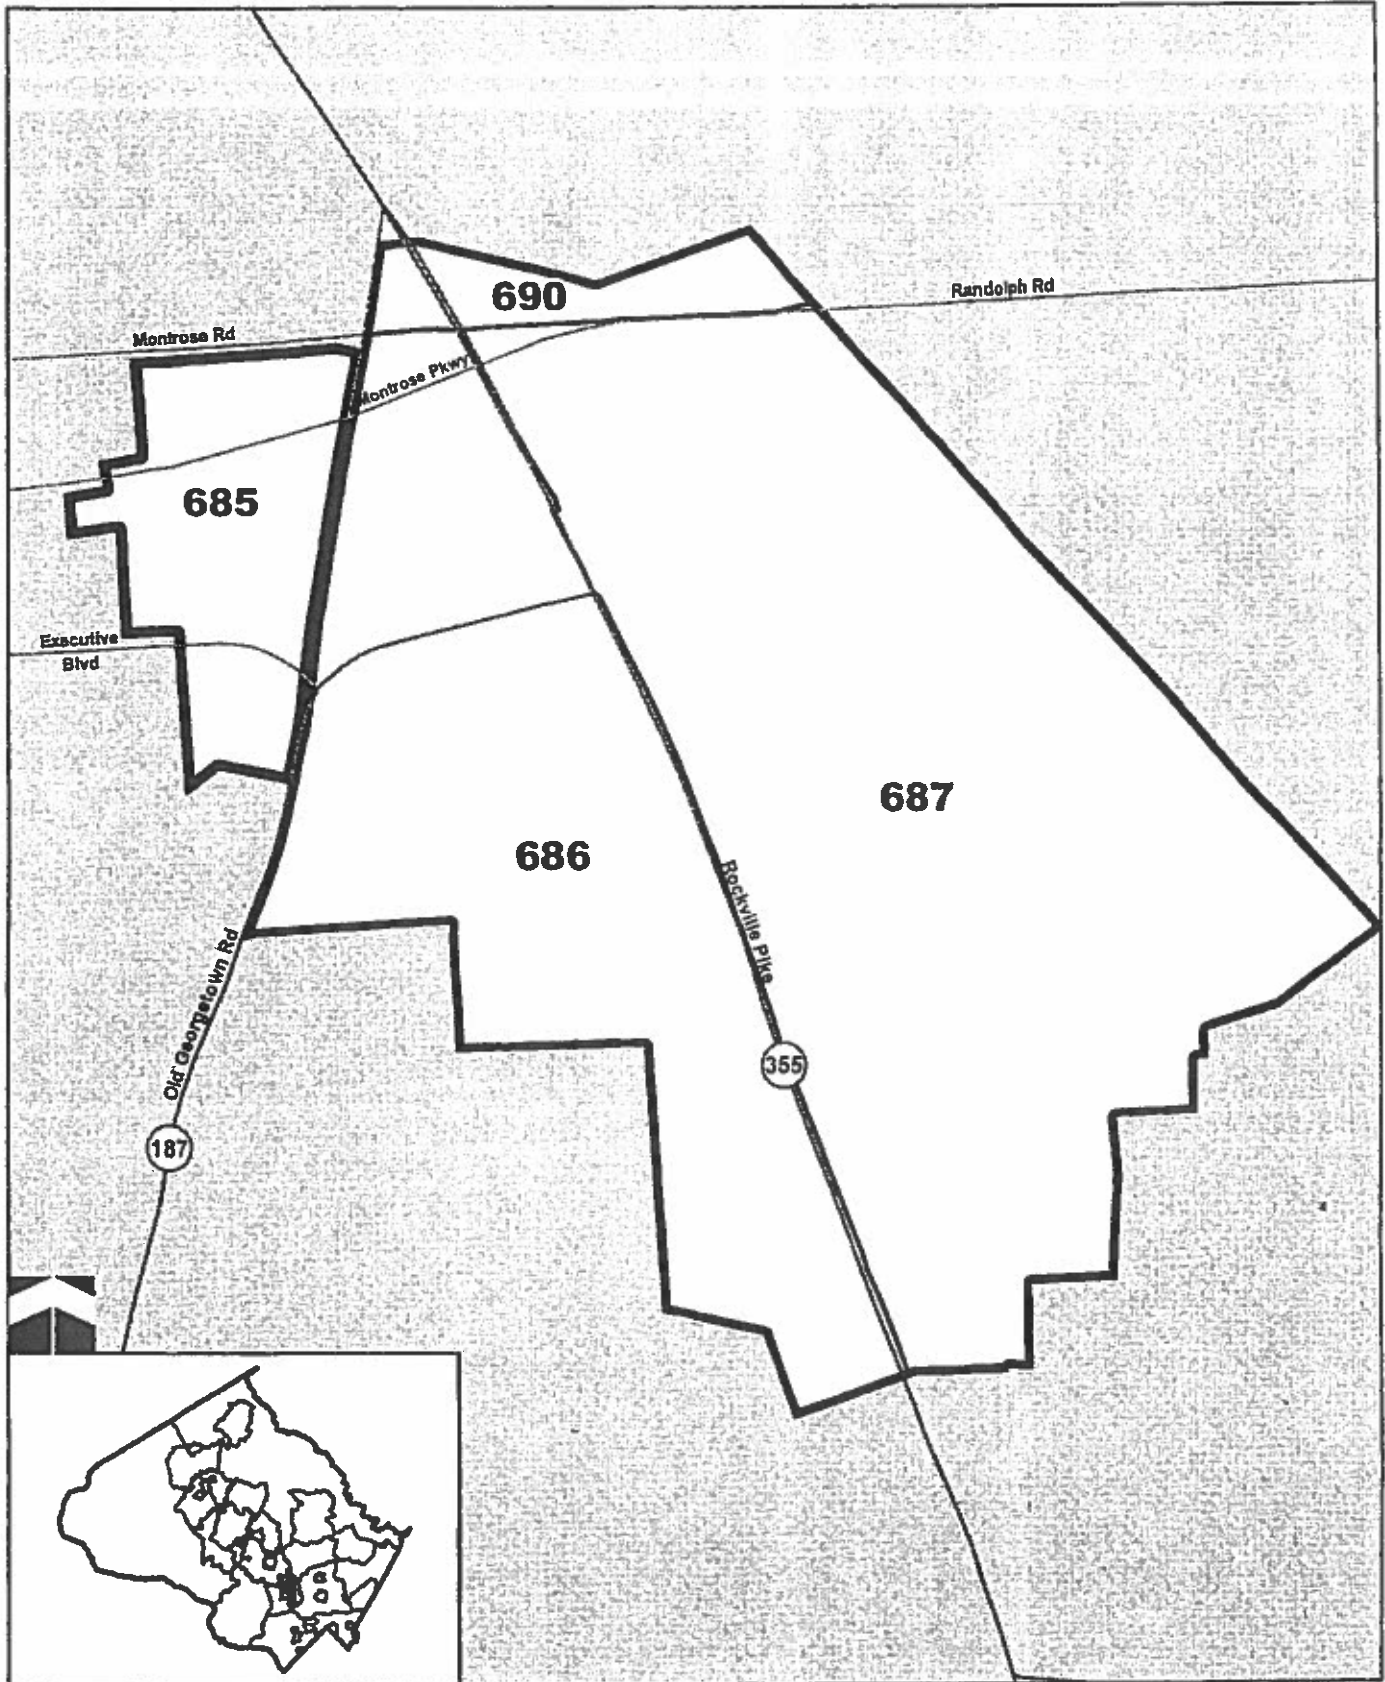 690
Randolph Rd
Montrose Rd
Montrose Pkwy
685
Executive
Blvd
687
686
Rockville Pike
Old Georgetown Rd
355
187